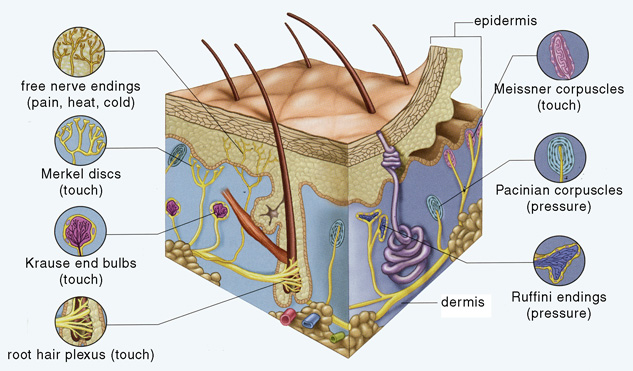 epidermis
free nerve endings
(pain, heat, cold)
Merkel discs
(touch)
Krause end bulbs
(touch)
root hair plexus (touch)
Meissner corpuscles
(touch)
Pacinian corpuscles
(pressure)
Ruffini endings
(pressure)
dermis